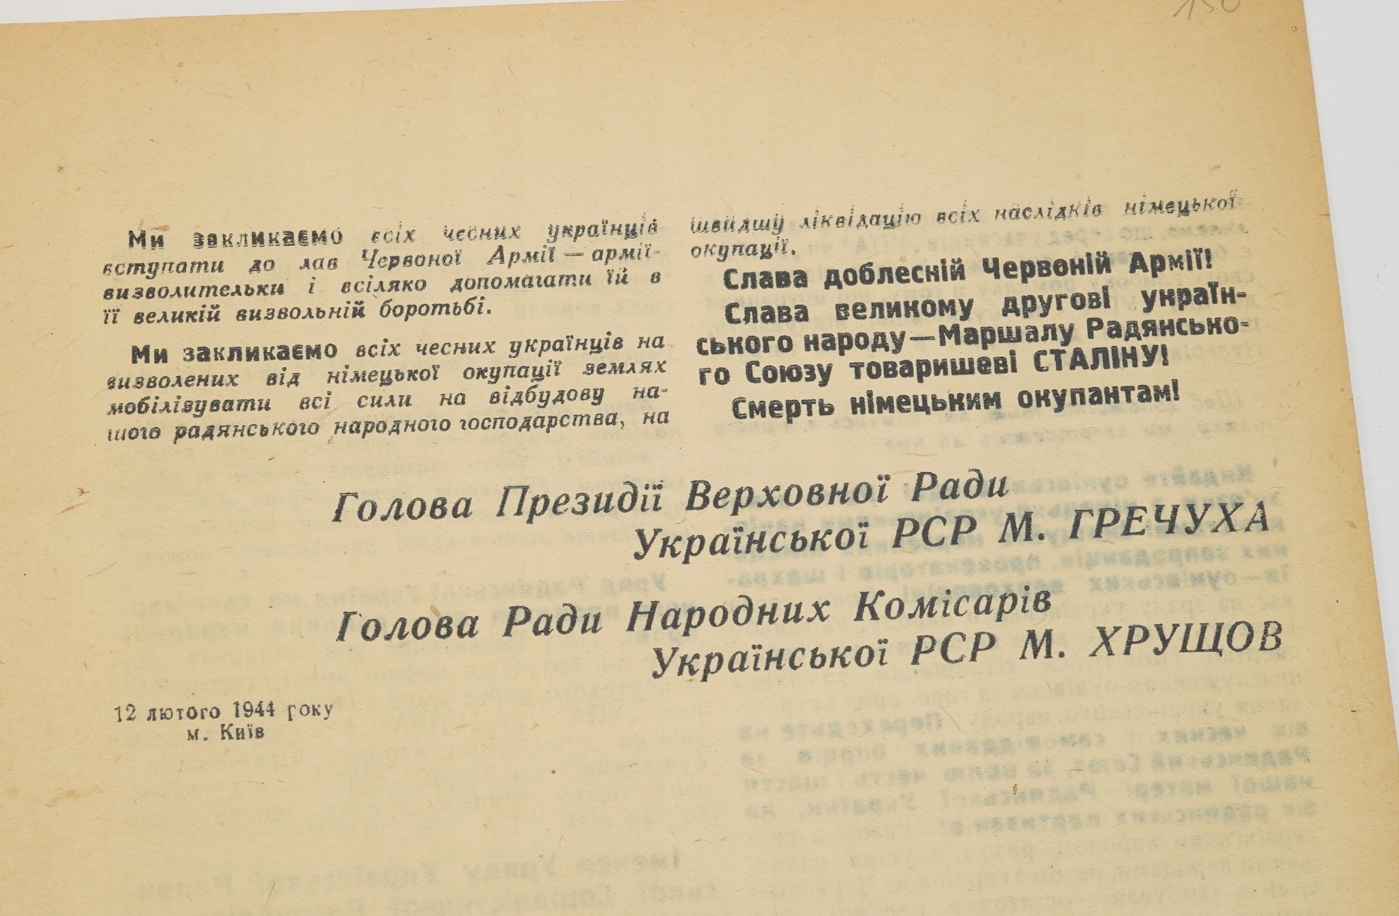 150
Ми закликаємо всіх чесних українців
вступати до лав Червоної Армії — армії-
визволительки і всіляко допомагати їй в
її великій визвольній боротьбі.
Ми закликаємо всіх чесних українців на
визволених від німецької окупації землях
мобілізувати всі сили на відбудову на-
шого радянського народного господарства, на
швидшу ліквідацію всіх наслідків німецької
окупації.
Слава доблесній Червоній Армії!
Слава великому другові україн-
ського народу—Маршалу Радянсько-
го Союзу товаришеві СТАЛІНУ!
Смерть німецьким окупантам!
Голова Президії Верховної Ради
Української РСР М. ГРЕЧУХА
Голова Ради Народних Комісарів
Української РСР М. ХРУЩОВ
12 лютого 1944 року
м. Київ